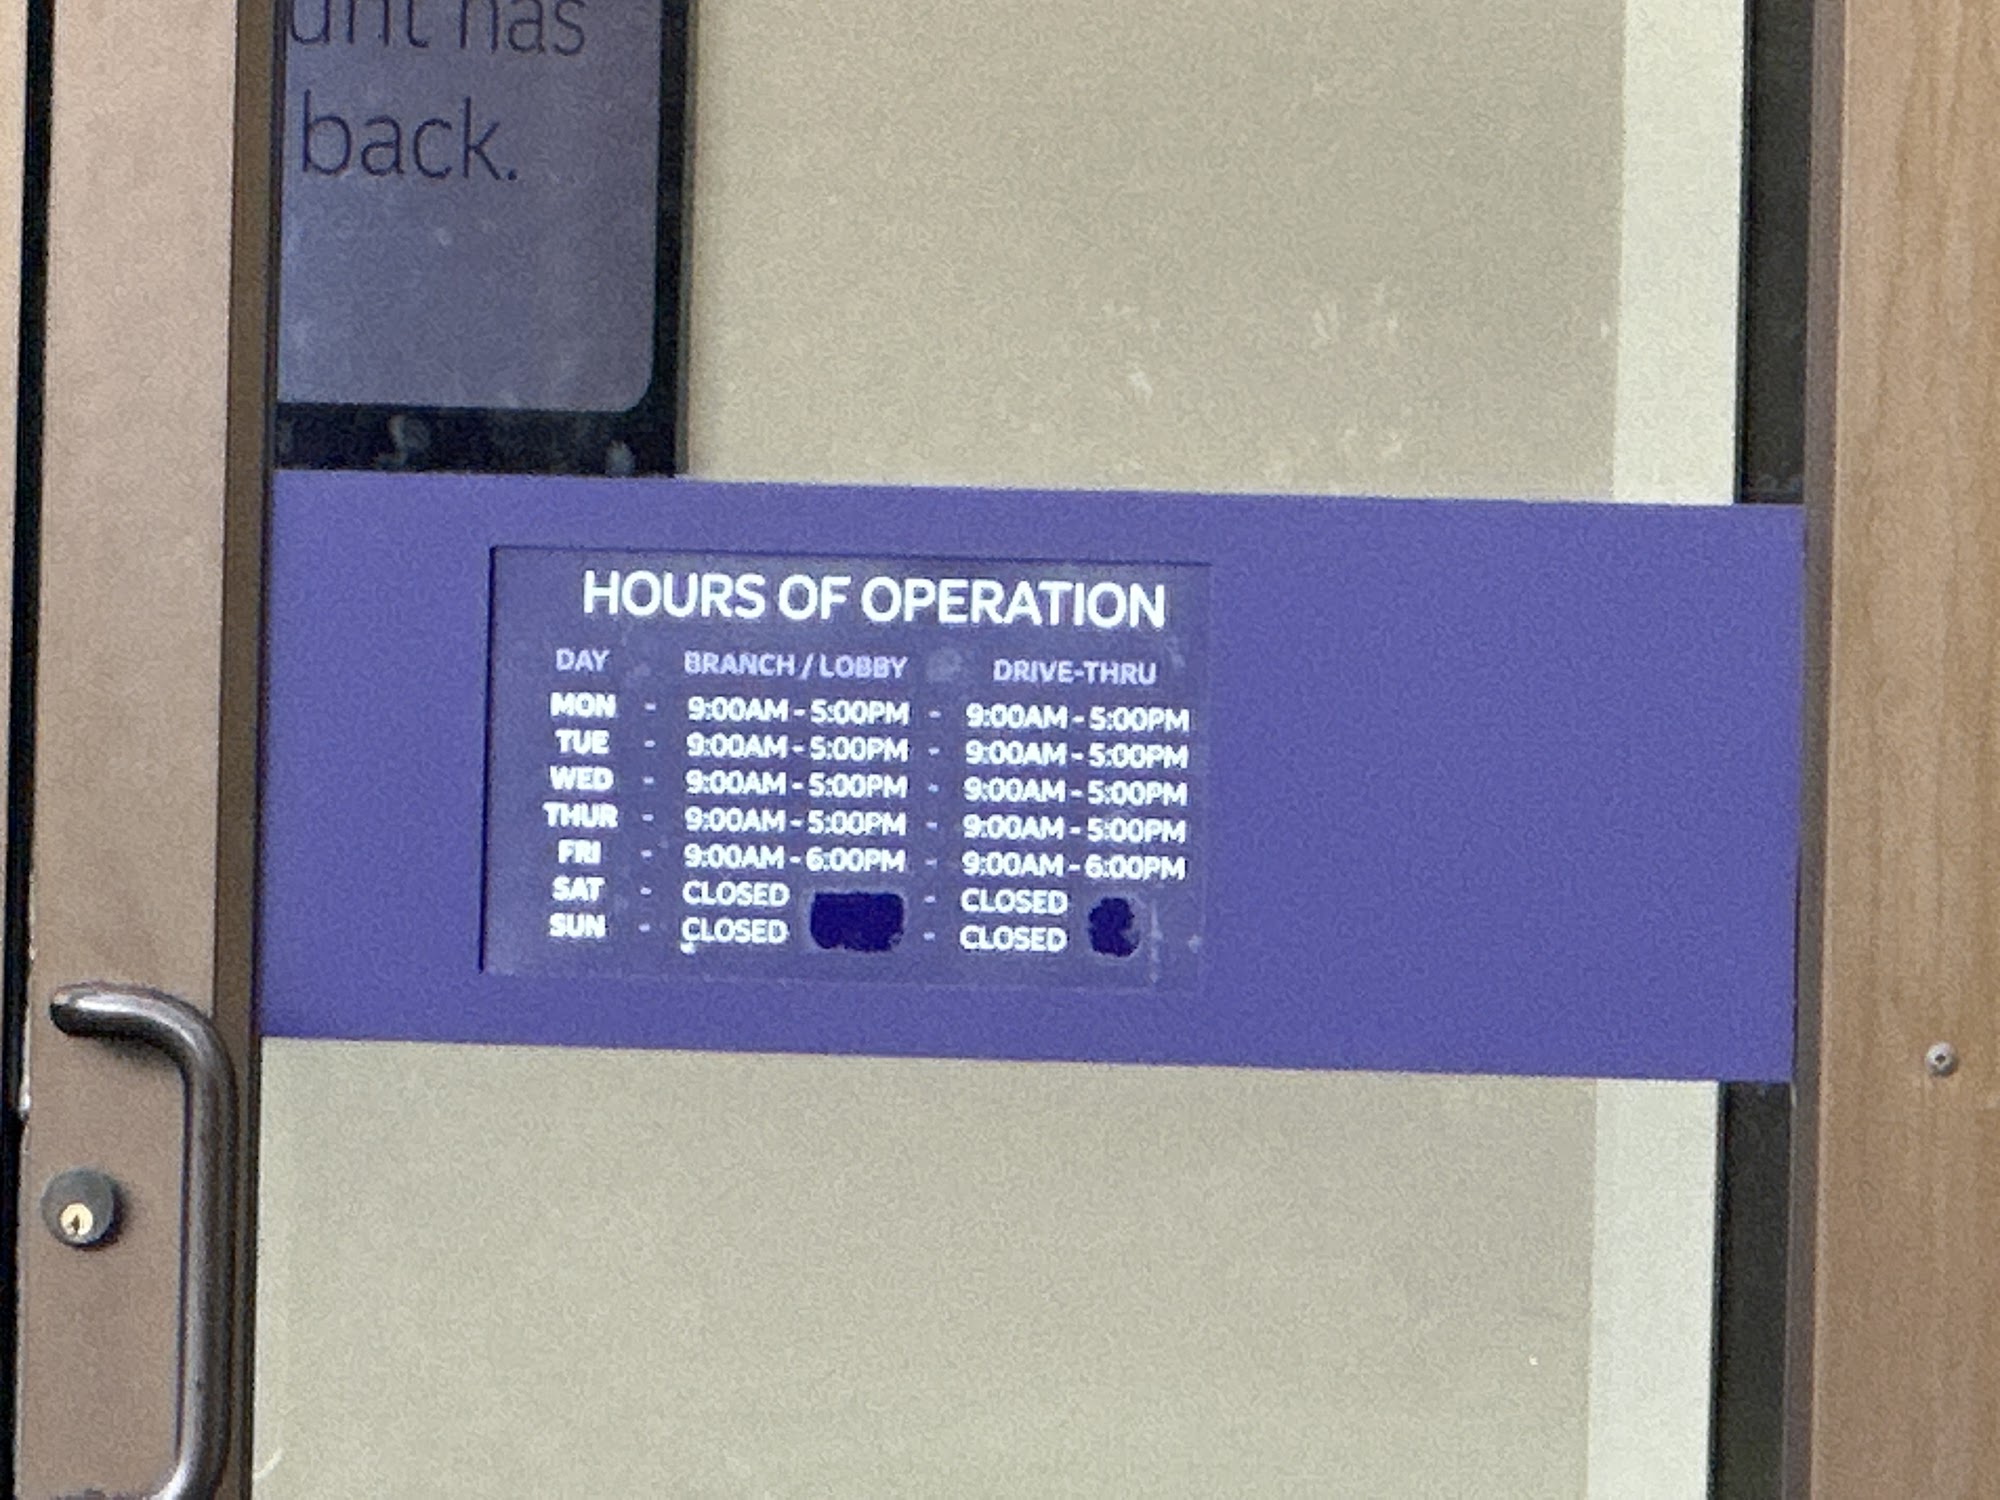 has
back.
HOURS OF OPERATION
DAY BRANCH / LOBBY DRIVE-THRU
MON - 9:00AM - 5:00PM - 9:00AM - 5:00PM
TUE - 9:00AM - 5:00PM - 9:00AM - 5:00PM
WED - 9:00AM - 5:00PM - 9:00AM - 5:00PM
THUR - 9:00AM - 5:00PM - 9:00AM - 5:00PM
FRI - 9:00AM - 6:00PM - 9:00AM - 6:00PM
SAT - CLOSED - CLOSED
SUN - CLOSED - CLOSED